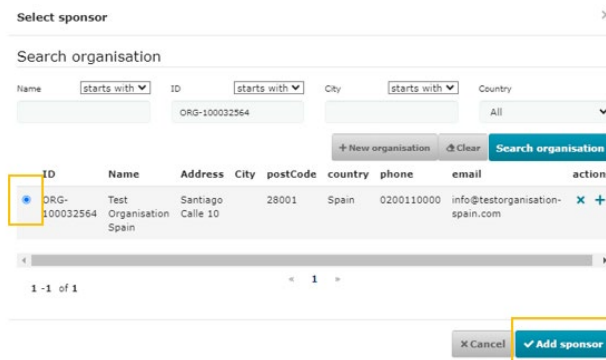 Select sponsor
Search organisation
Name starts with ID starts with City starts with Country
ORG-100032564 All
+ New organisation Clear Search organisation
ID Name Address City postCode country phone email action
ORG- Test Santiago 28001 Spain 0200110000 info@testorganisation-
100032564 Organisation Calle 10 spain.com
Spain
« 1 »
1 -1 of 1
Cancel Add sponsor